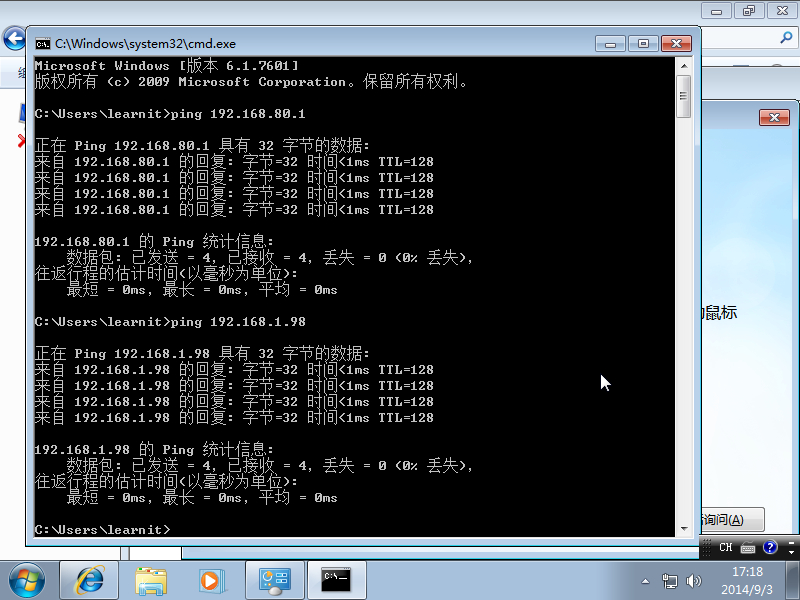 C:\Windows\system32\cmd.exe
Microsoft Windows [版本 6.1.7601]
版权所有 (c) 2009 Microsoft Corporation。保留所有权利。
C:\Users\learnit>ping 192.168.80.1
正在 Ping 192.168.80.1 具有 32 字节的数据:
来自 192.168.80.1 的回复: 字节=32 时间<1ms TTL=128
来自 192.168.80.1 的回复: 字节=32 时间<1ms TTL=128
来自 192.168.80.1 的回复: 字节=32 时间<1ms TTL=128
来自 192.168.80.1 的回复: 字节=32 时间<1ms TTL=128
192.168.80.1 的 Ping 统计信息:
数据包: 已发送 = 4, 已接收 = 4, 丢失 = 0 (0% 丢失),
往返行程的估计时间(以毫秒为单位):
最短 = 0ms, 最长 = 0ms, 平均 = 0ms
C:\Users\learnit>ping 192.168.1.98
正在 Ping 192.168.1.98 具有 32 字节的数据:
来自 192.168.1.98 的回复: 字节=32 时间<1ms TTL=128
来自 192.168.1.98 的回复: 字节=32 时间<1ms TTL=128
来自 192.168.1.98 的回复: 字节=32 时间<1ms TTL=128
来自 192.168.1.98 的回复: 字节=32 时间<1ms TTL=128
192.168.1.98 的 Ping 统计信息:
数据包: 已发送 = 4, 已接收 = 4, 丢失 = 0 (0% 丢失),
往返行程的估计时间(以毫秒为单位):
最短 = 0ms, 最长 = 0ms, 平均 = 0ms
C:\Users\learnit>
鼠标
询问(A)
CH
17:18
2014/9/3